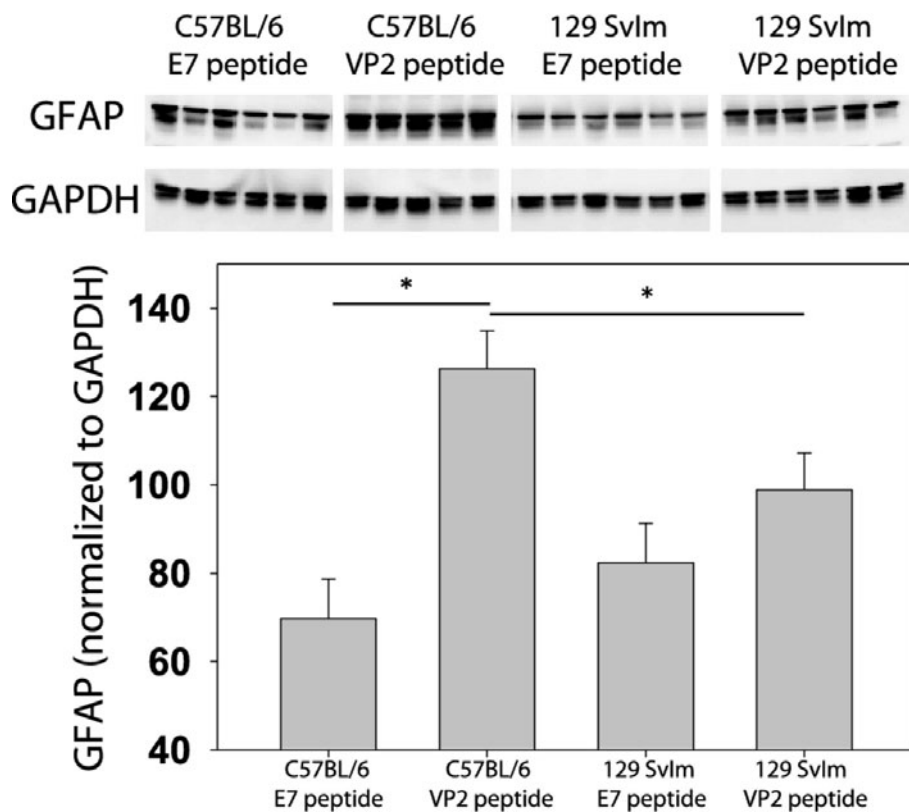 C57BL/6 C57BL/6 129 SvIm 129 SvIm
E7 peptide VP2 peptide E7 peptide VP2 peptide
GFAP
GAPDH
GFAP (normalized to GAPDH)
140
120
100
80
60
40
* *
C57BL/6 C57BL/6 129 SvIm 129 SvIm
E7 peptide VP2 peptide E7 peptide VP2 peptide